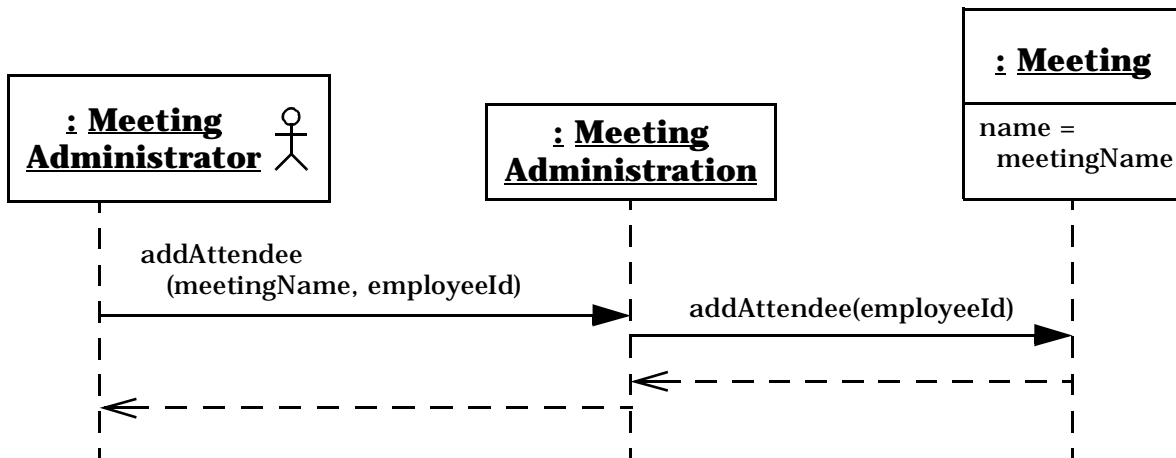 : Meeting
Administrator
: Meeting
Administration
: Meeting
name =
meetingName
addAttendee
(meetingName, employeeId)
addAttendee(employeeId)